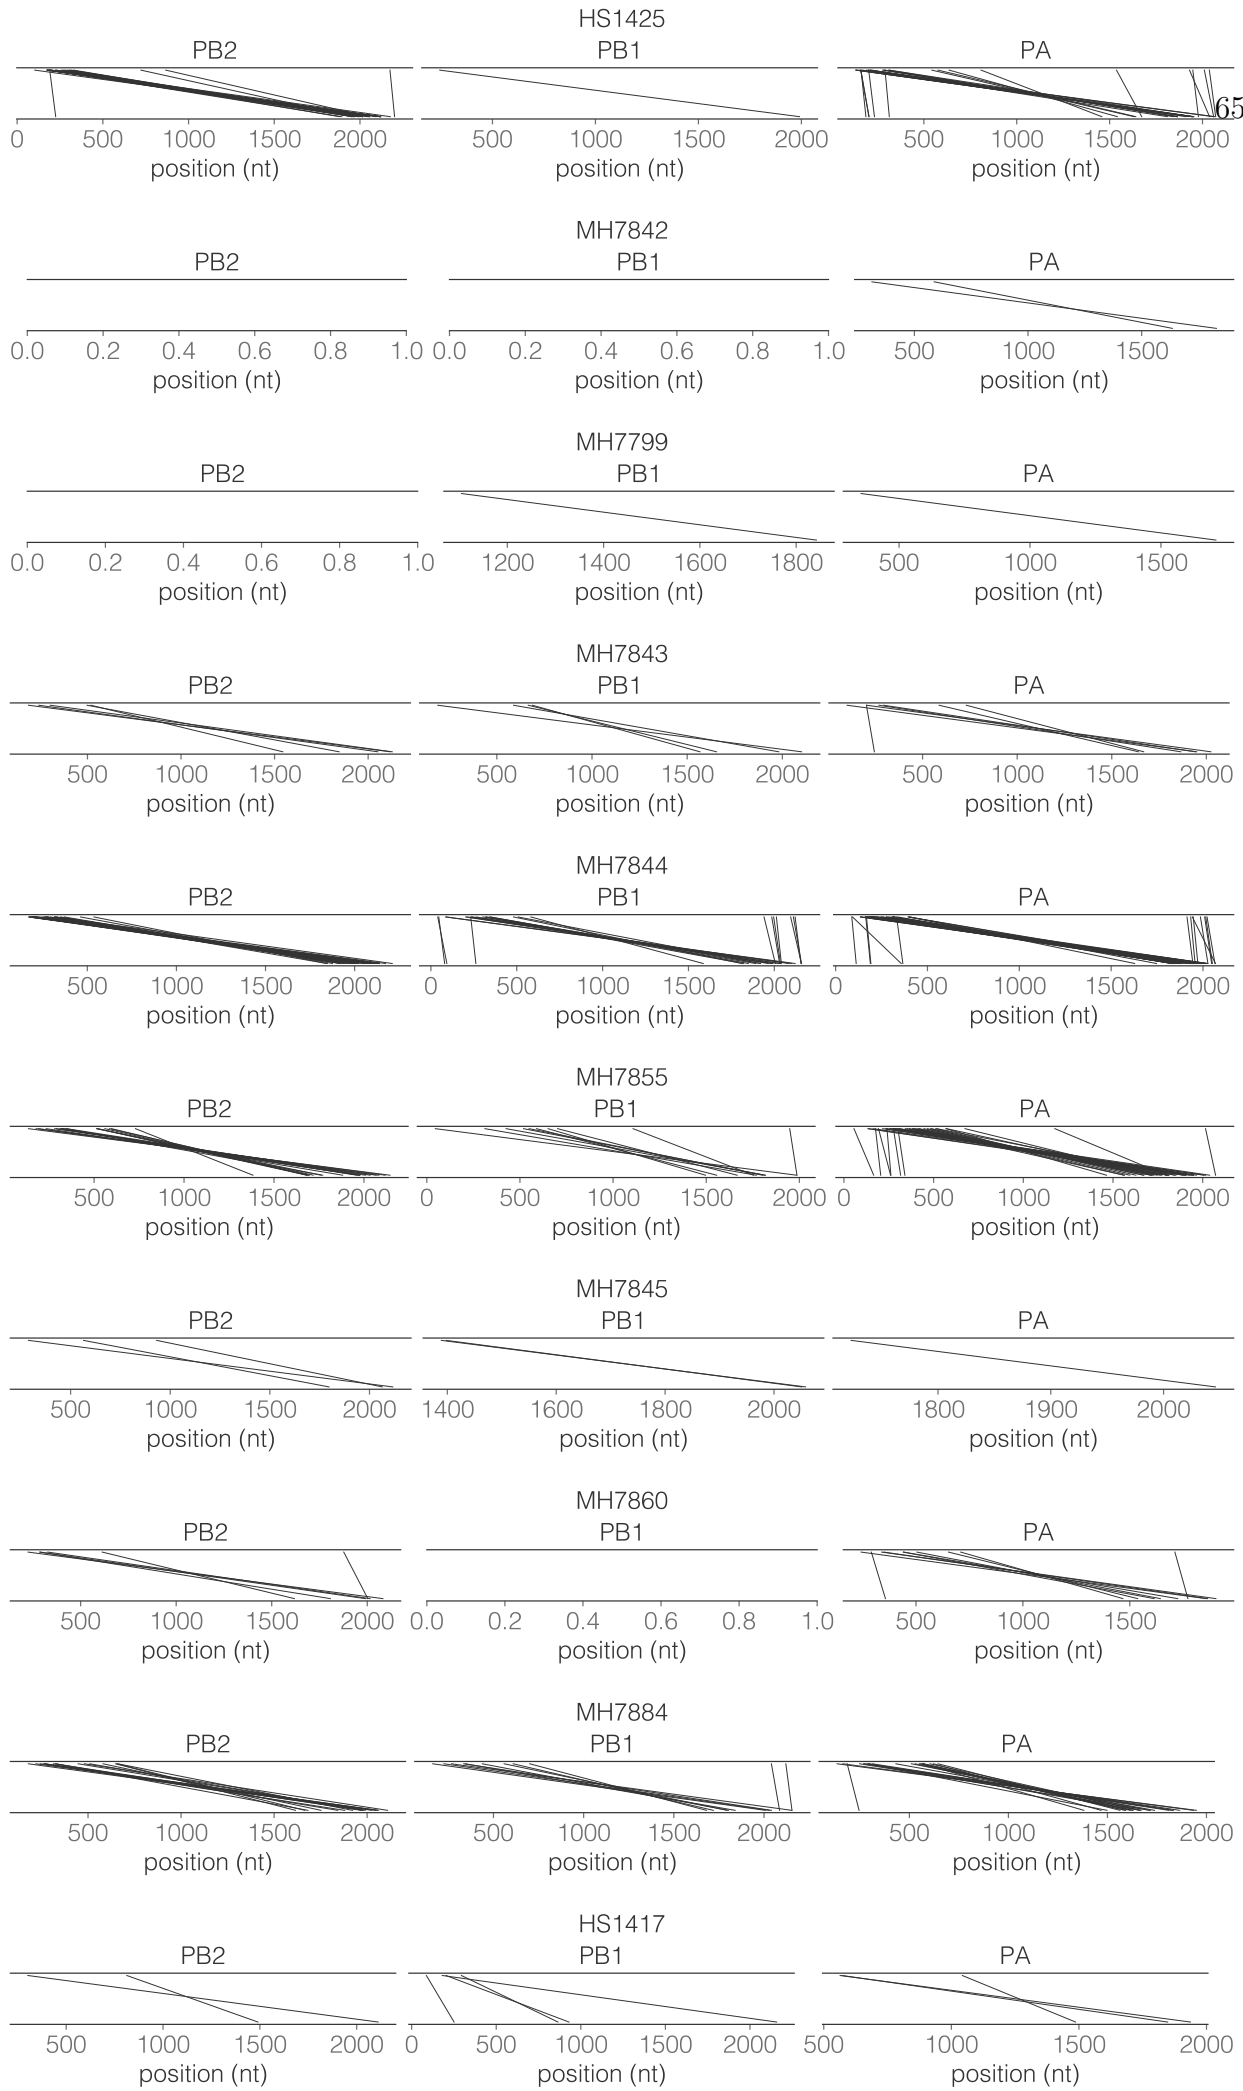 HS1425
PB2 PB1 PA
65
0 500 1000 1500 2000 500 1000 1500 2000 500 1000 1500 2000
position (nt) position (nt) position (nt)
MH7842
PB2 PB1 PA
0.0 0.2 0.4 0.6 0.8 1.0 0.0 0.2 0.4 0.6 0.8 1.0 500 1000 1500
position (nt) position (nt) position (nt)
MH7799
PB2 PB1 PA
0.0 0.2 0.4 0.6 0.8 1.0 1200 1400 1600 1800 500 1000 1500
position (nt) position (nt) position (nt)
MH7843
PB2 PB1 PA
500 1000 1500 2000 500 1000 1500 2000 500 1000 1500 2000
position (nt) position (nt) position (nt)
MH7844
PB2 PB1 PA
500 1000 1500 2000 0 500 1000 1500 2000 0 500 1000 1500 2000
position (nt) position (nt) position (nt)
MH7855
PB2 PB1 PA
500 1000 1500 2000 0 500 1000 1500 2000 0 500 1000 1500 2000
position (nt) position (nt) position (nt)
MH7845
PB2 PB1 PA
500 1000 1500 2000 1400 1600 1800 2000 1800 1900 2000
position (nt) position (nt) position (nt)
MH7860
PB2 PB1 PA
500 1000 1500 2000 0.0 0.2 0.4 0.6 0.8 1.0 500 1000 1500
position (nt) position (nt) position (nt)
MH7884
PB2 PB1 PA
500 1000 1500 2000 500 1000 1500 2000 500 1000 1500 2000
position (nt) position (nt) position (nt)
HS1417
PB2 PB1 PA
500 1000 1500 2000 0 500 1000 1500 2000 500 1000 1500 2000
position (nt) position (nt) position (nt)